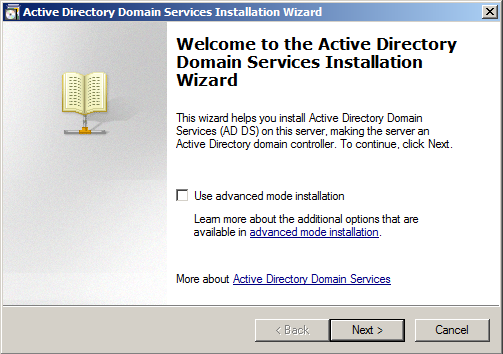 Active Directory Domain Services Installation Wizard
Welcome to the Active Directory
Domain Services Installation
Wizard
This wizard helps you install Active Directory Domain
Services (AD DS) on this server, making the server an
Active Directory domain controller. To continue, click Next.
Use advanced mode installation
Learn more about the additional options that are
available in advanced mode installation.
More about Active Directory Domain Services
< Back Next > Cancel